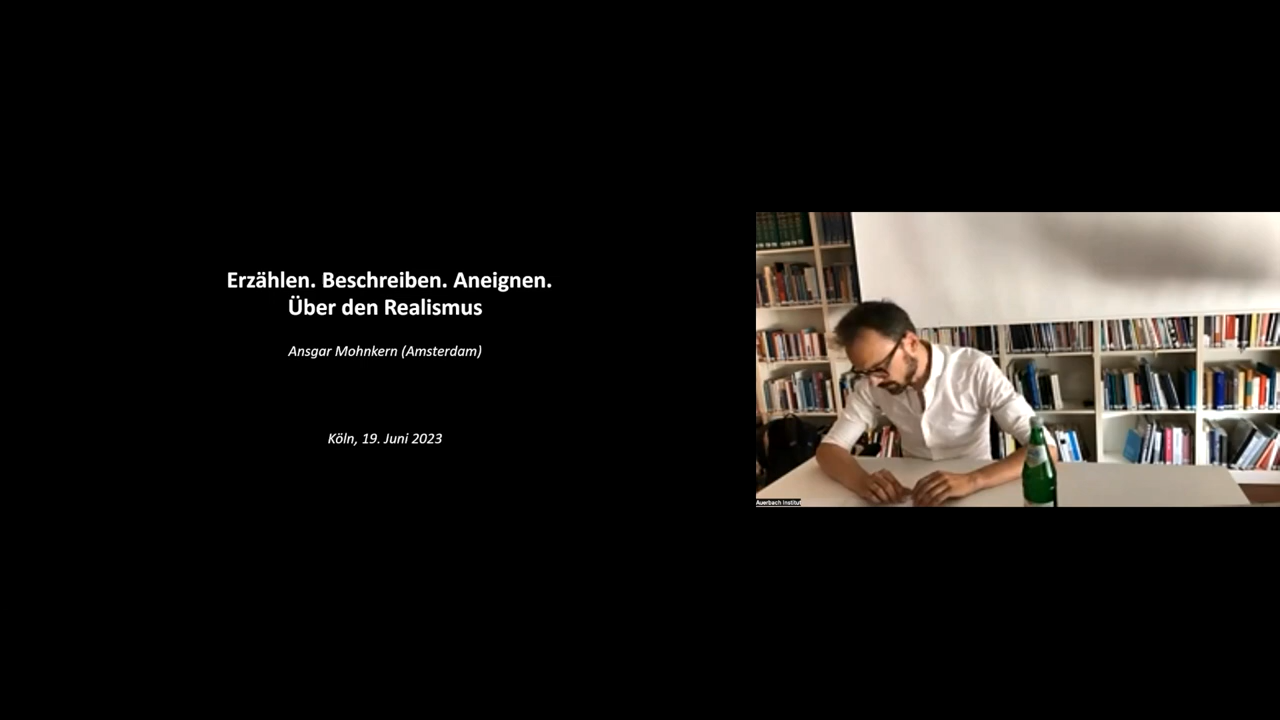 Erzählen. Beschreiben. Aneignen.
Über den Realismus
Ansgar Mohnkern (Amsterdam)
Köln, 19. Juni 2023
Auerbach Institut